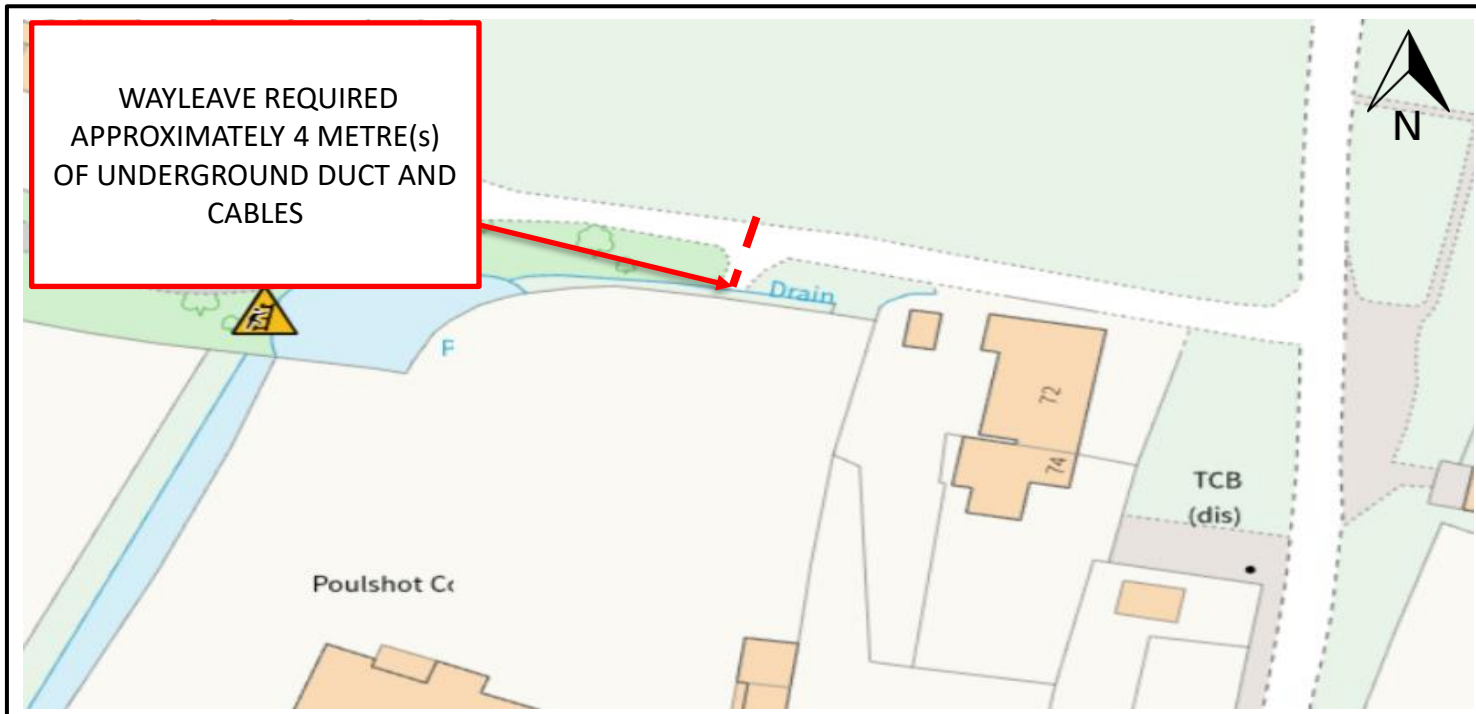 WAYLEAVE REQUIRED
APPROXIMATELY 4 METRE(s)
OF UNDERGROUND DUCT AND
CABLES
N
Drain
F
72
74
TCB
(dis)
Poulshot Co